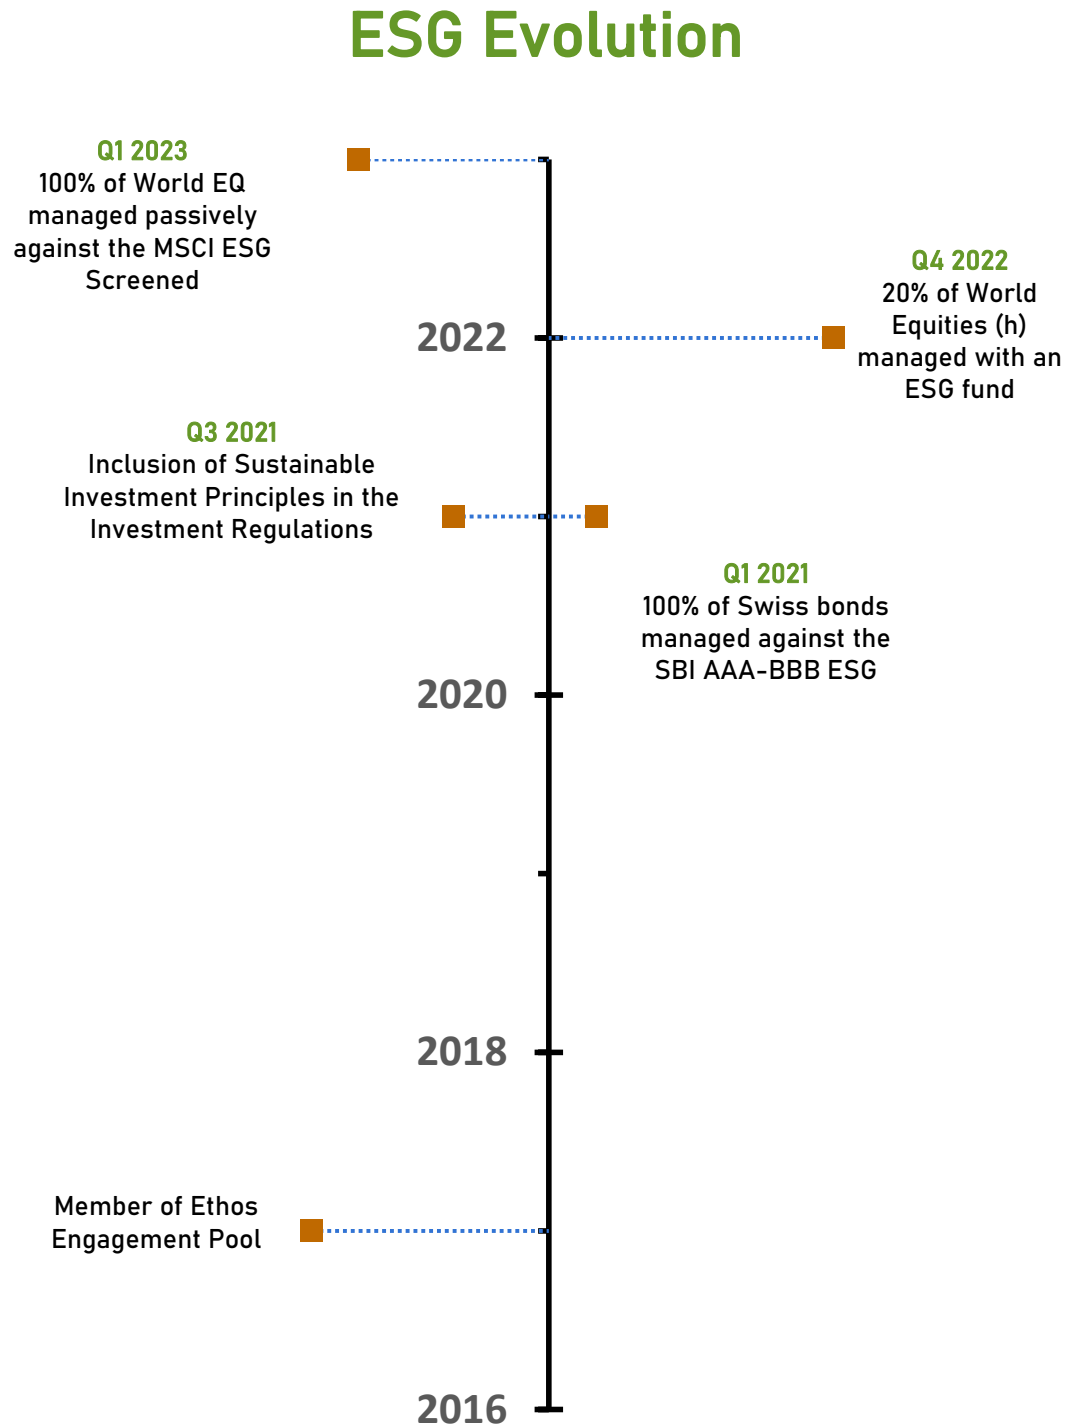 ESG Evolution
Q1 2023
100% of World EQ
managed passively
against the MSCI ESG
Screened
Q4 2022
20% of World
Equities (h)
managed with an
ESG fund
2022
Q3 2021
Inclusion of Sustainable
Investment Principles in the
Investment Regulations
Q1 2021
100% of Swiss bonds
managed against the
SBI AAA-BBB ESG
2020
2018
Member of Ethos
Engagement Pool
2016